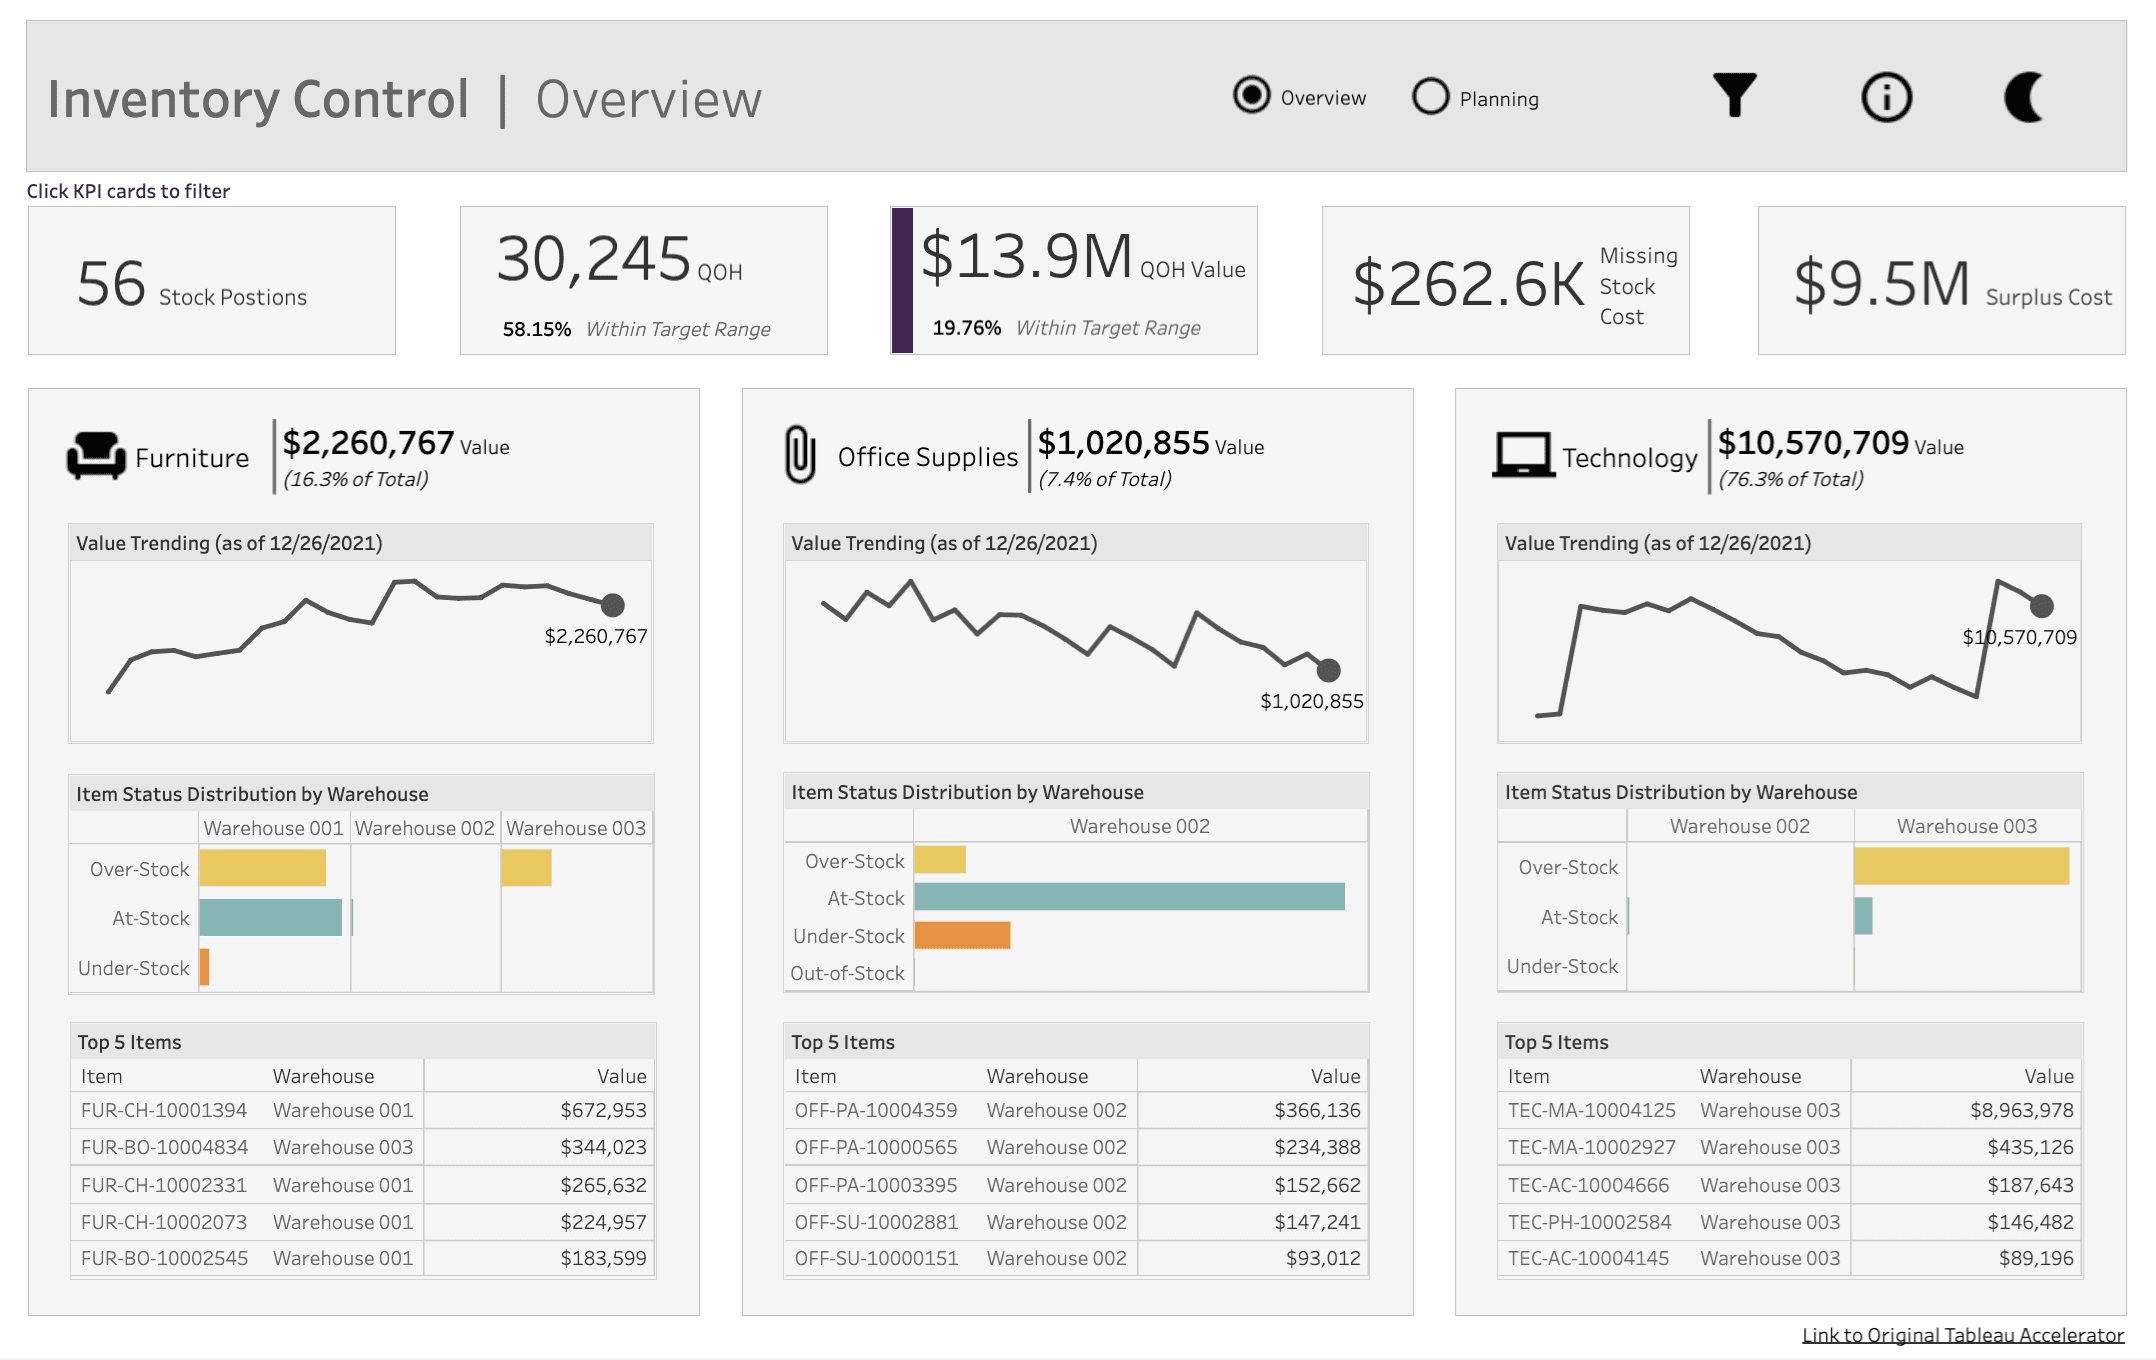 Inventory Control | Overview
Overview
Planning
Click KPI cards to filter
56 Stock Postions
30,245 QOH
58.15% Within Target Range
$13.9M QOH Value
19.76% Within Target Range
$262.6K Missing
Stock
Cost
$9.5M Surplus Cost
Furniture
$2,260,767 Value
(16.3% of Total)
Value Trending (as of 12/26/2021)
$2,260,767
Item Status Distribution by Warehouse
Warehouse 001 Warehouse 002 Warehouse 003
Over-Stock
At-Stock
Under-Stock
Top 5 Items
Item Warehouse Value
FUR-CH-10001394 Warehouse 001 $672,953
FUR-BO-10004834 Warehouse 003 $344,023
FUR-CH-10002331 Warehouse 001 $265,632
FUR-CH-10002073 Warehouse 001 $224,957
FUR-BO-10002545 Warehouse 001 $183,599
Office Supplies
$1,020,855 Value
(7.4% of Total)
Value Trending (as of 12/26/2021)
$1,020,855
Item Status Distribution by Warehouse
Warehouse 002
Over-Stock
At-Stock
Under-Stock
Out-of-Stock
Top 5 Items
Item Warehouse Value
OFF-PA-10004359 Warehouse 002 $366,136
OFF-PA-10000565 Warehouse 002 $234,388
OFF-PA-10003395 Warehouse 002 $152,662
OFF-SU-10002881 Warehouse 002 $147,241
OFF-SU-10000151 Warehouse 002 $93,012
Technology
$10,570,709 Value
(76.3% of Total)
Value Trending (as of 12/26/2021)
$10,570,709
Item Status Distribution by Warehouse
Warehouse 002 Warehouse 003
Over-Stock
At-Stock
Under-Stock
Top 5 Items
Item Warehouse Value
TEC-MA-10004125 Warehouse 003 $8,963,978
TEC-MA-10002927 Warehouse 003 $435,126
TEC-AC-10004666 Warehouse 003 $187,643
TEC-PH-10002584 Warehouse 003 $146,482
TEC-AC-10004145 Warehouse 003 $89,196
Link to Original Tableau Accelerator